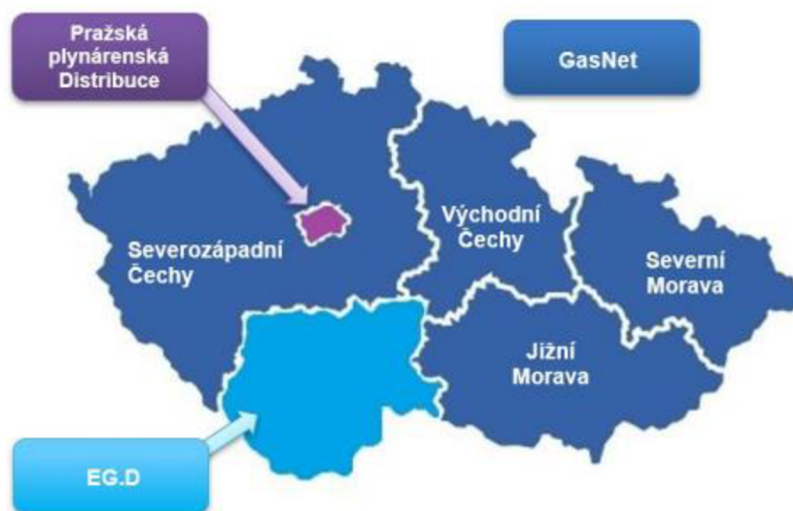 Pražská
plynárenská
Distribuce
GasNet
Východní
Čechy
Severozápadní
Čechy
Severní
Morava
Jižní
Morava
EG.D